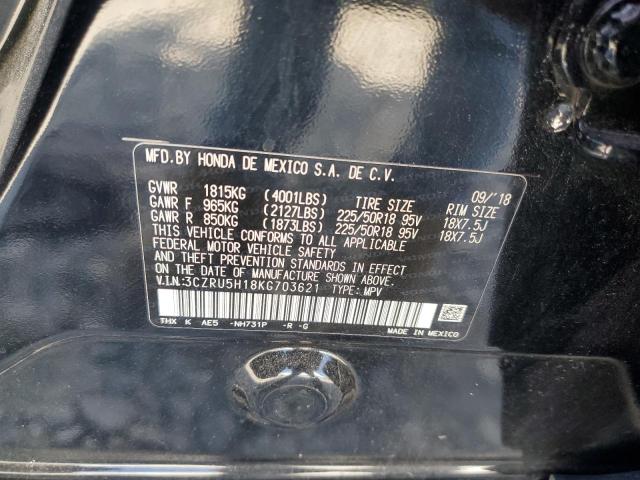 MFD.BY HONDA DE MEXICO S.A. DE C.V.
09/'18
GVWR 1815KG (4001LBS) TIRE SIZE RIM SIZE
GAWR F 965KG (2127LBS) 225/50R18 95V 18X7.5J
GAWR R 850KG (1873LBS) 225/50R18 95V 18X7.5J
THIS VEHICLE CONFORMS TO ALL APPLICABLE
FEDERAL MOTOR VEHICLE SAFETY
AND THEFT PREVENTION STANDARDS IN EFFECT
ON THE DATE OF MANUFACTURE SHOWN ABOVE.
V.I.N:3CZRU5H18KG703621 TYPE: MPV
THX K AE5 -NH731P -R -G
MADE IN MEXICO